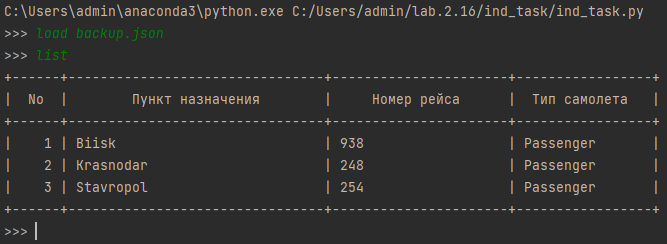 C:\Users\admin\anaconda3\python.exe C:/Users/admin/lab.2.16/ind_task/ind_task.py
>>> load backup.json
>>> list
+------+--------------------------------+----------------------+-----------------+
|  No  |        Пункт назначения        |     Номер рейса      |  Тип самолета   |
+------+--------------------------------+----------------------+-----------------+
|    1 | Biisk                          | 938                  | Passenger       |
|    2 | Krasnodar                      | 248                  | Passenger       |
|    3 | Stavropol                      | 254                  | Passenger       |
+------+--------------------------------+----------------------+-----------------+
>>>